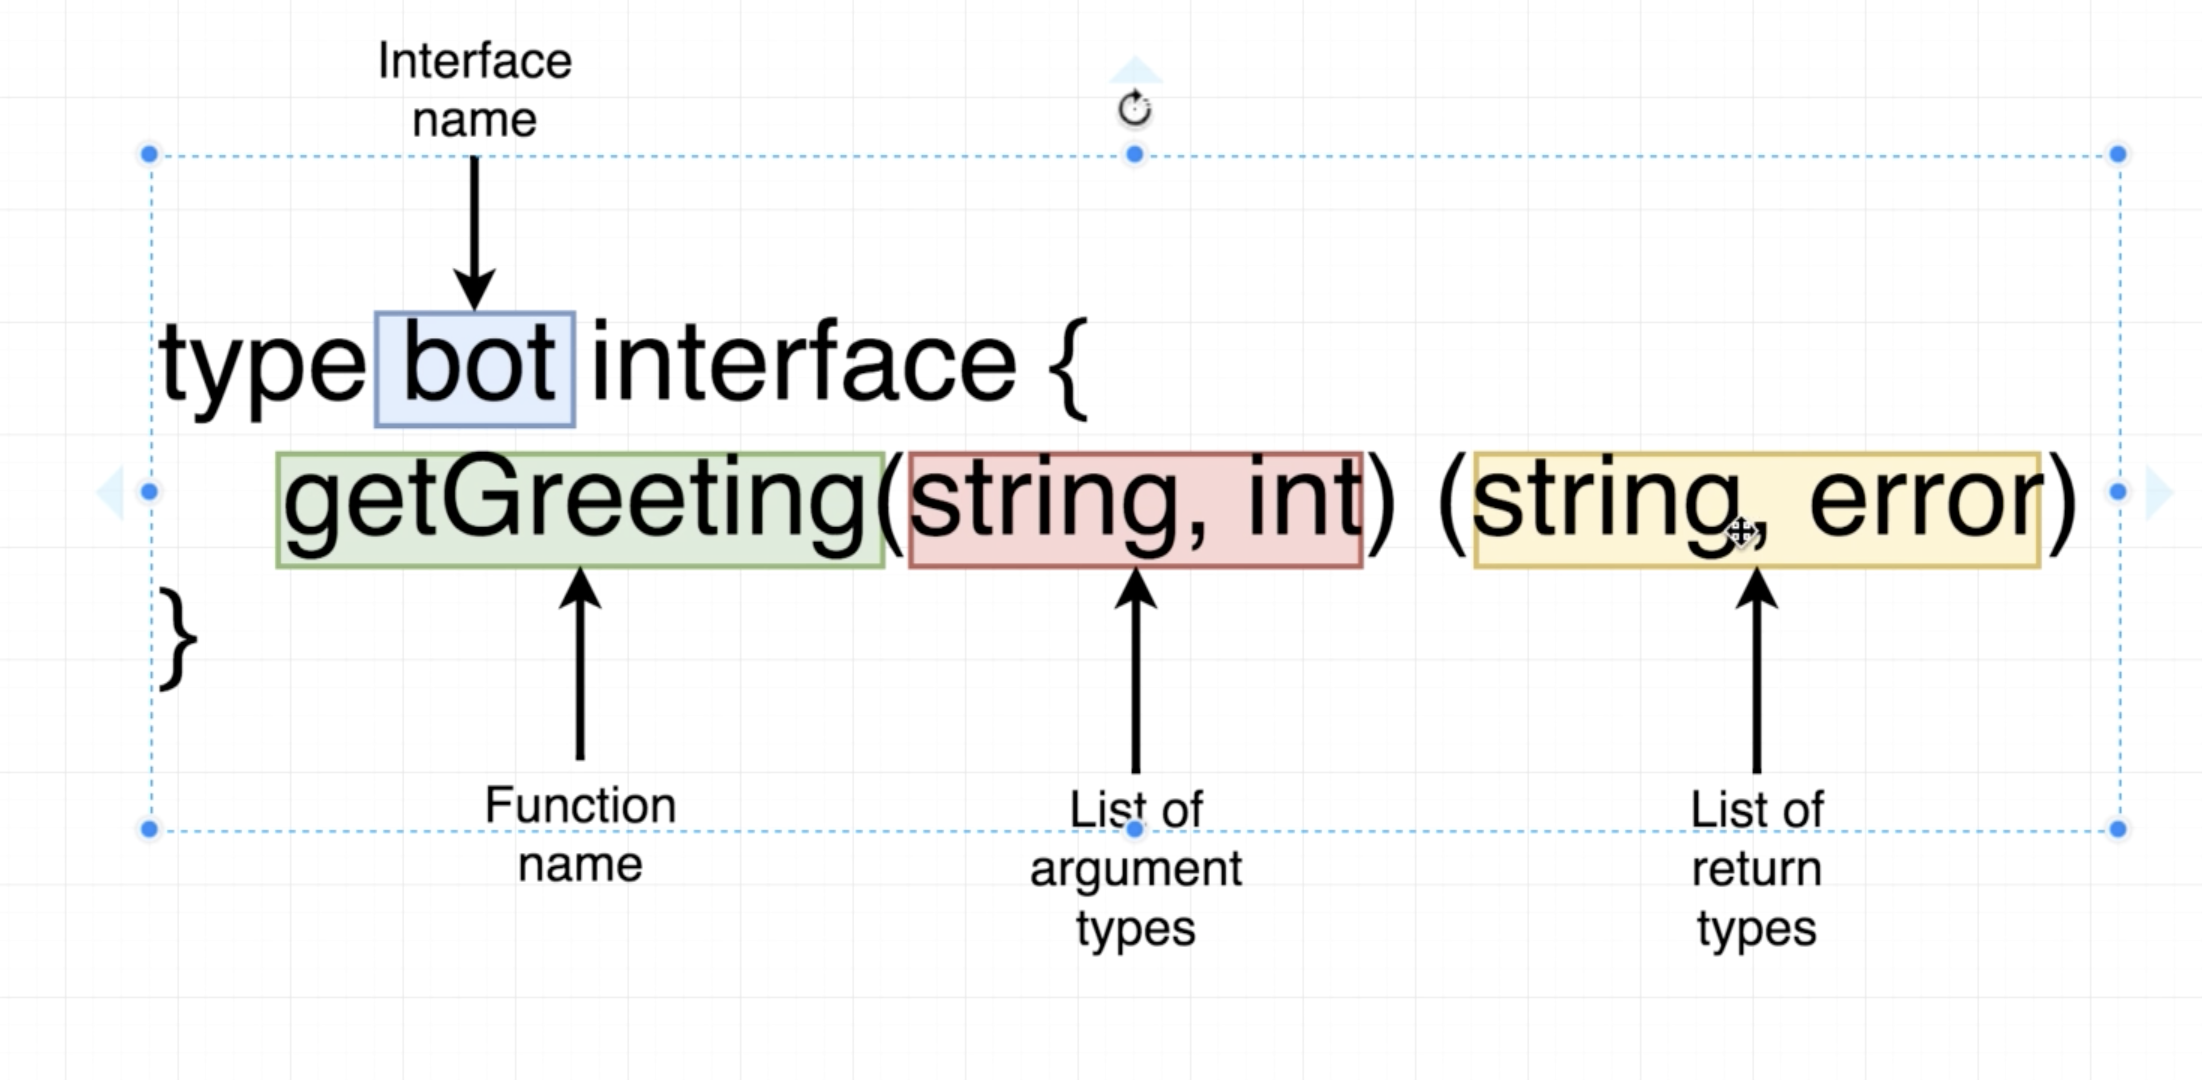 Interface
name
type bot interface {
getGreeting(string, int) (string, error)
}
Function
name
List of
argument
types
List of
return
types